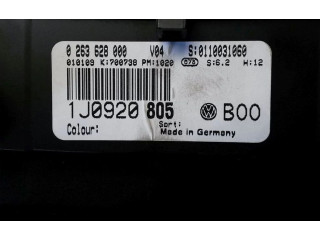 0 263 628 000 V04 S:0110031060
010109 K:700738 PM:1020 S:6.2 H:12
1J0920 805 B00
Colour: Sort: Made in Germany